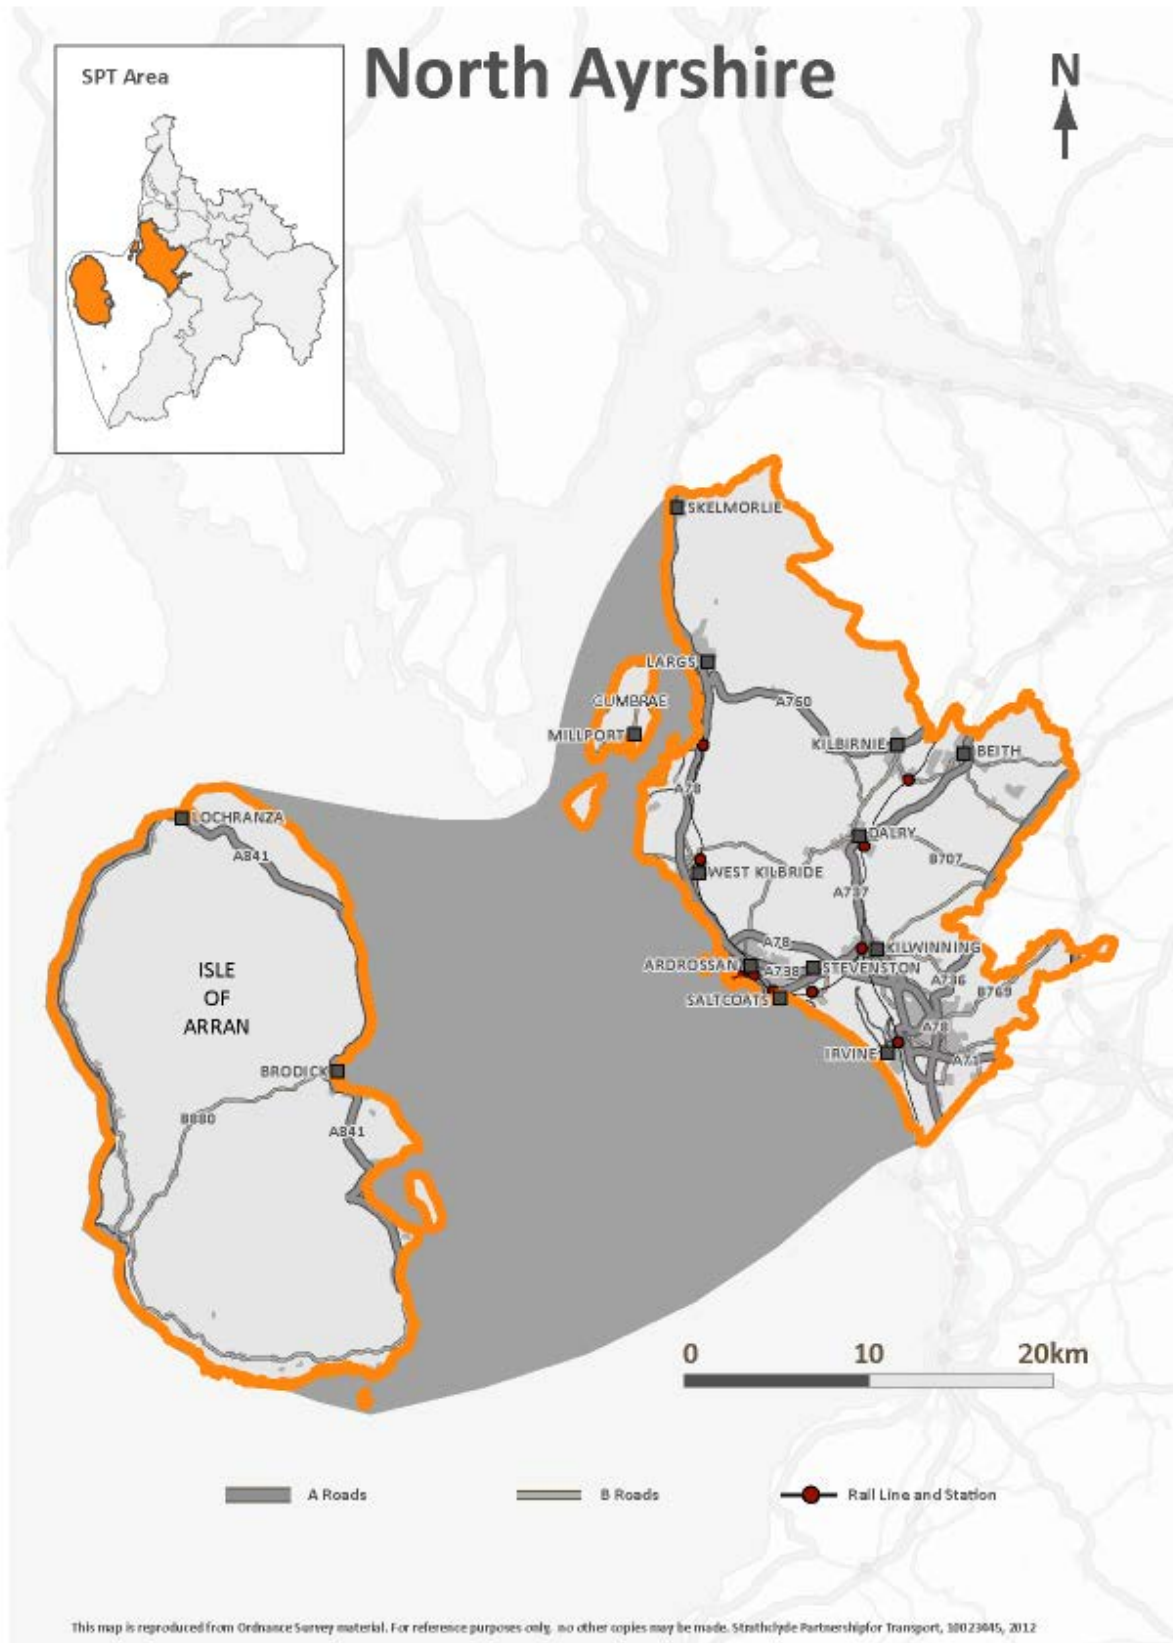 SPT Area
North Ayrshire
N
SKELMORLIE
LARGS
CUMBRAE
A760
MILLPORT
KILBIRNIE
BEITH
A78
LOCHRANZA
DALRY
A841
B707
WEST KILBRIDE
A737
A78
KILWINNING
ARDROSSAN
A738
STEVENSTON
ISLE
OF
ARRAN
A736
B769
SALTCOATS
A78
IRVINE
A71
BRODICK
B880
A841
0 10 20km
A Roads
B Roads
Rail Line and Station
This map is reproduced from Ordnance Survey material. For reference purposes only. no other copies may be made. Strathclyde Partnershipfor Transport, 10023445, 2012